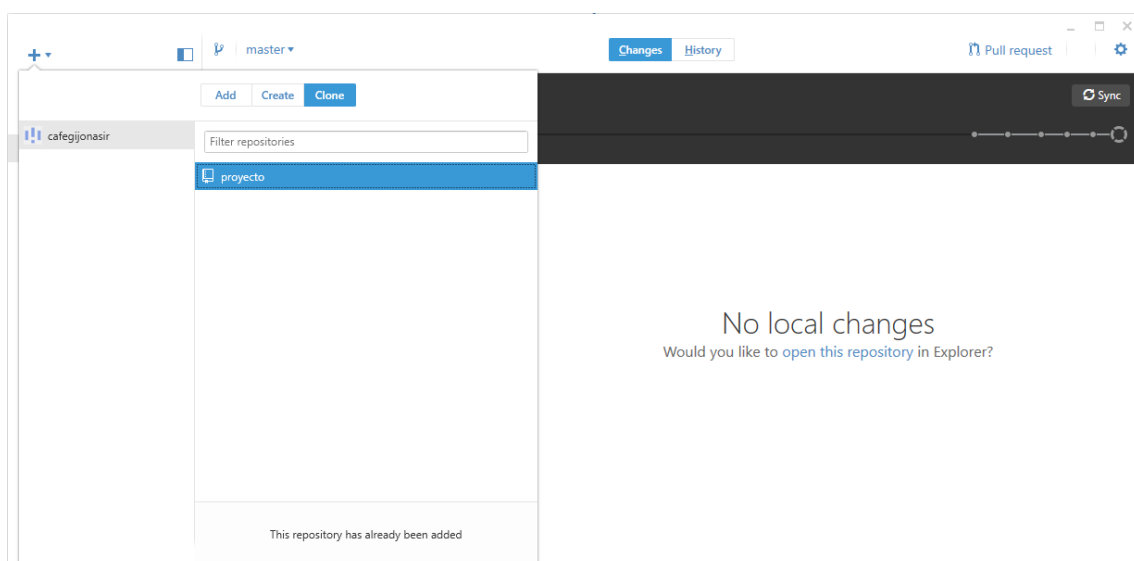 master
Changes History
Pull request
Add Create Clone
Sync
cafegijonasir
Filter repositories
proyecto
No local changes
Would you like to open this repository in Explorer?
This repository has already been added